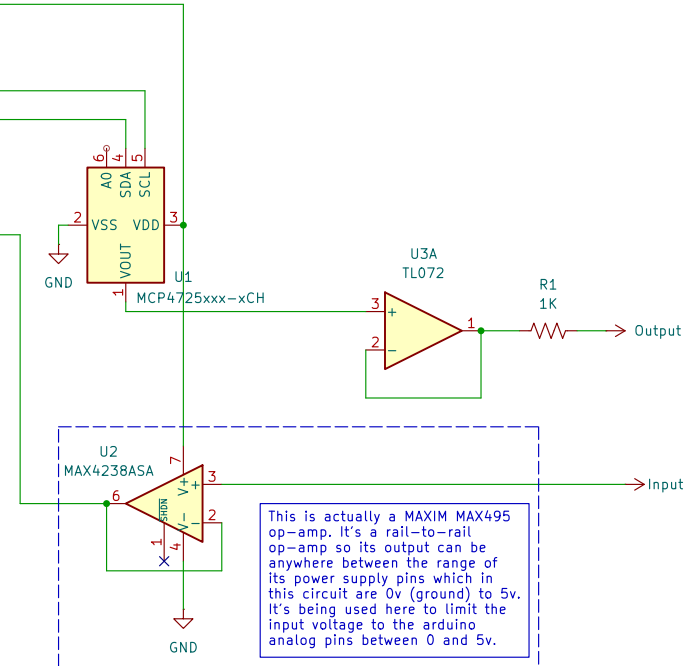 6
4
5
A0
SDA
SCL
2
VSS
VDD
3
VOUT
GND
U1
1
MCP4725xxx-xCH
U3A
TL072
3
+
1
2
-
R1
1K
Output
U2
MAX4238ASA
7
V+
+
3
6
SHDN
V-
-
2
1
4
Input
GND
This is actually a MAXIM MAX495
op-amp. It's a rail-to-rail
op-amp so its output can be
anywhere between the range of
its power supply pins which in
this circuit are 0v (ground) to 5v.
It's being used here to limit the
input voltage to the arduino
analog pins between 0 and 5v.